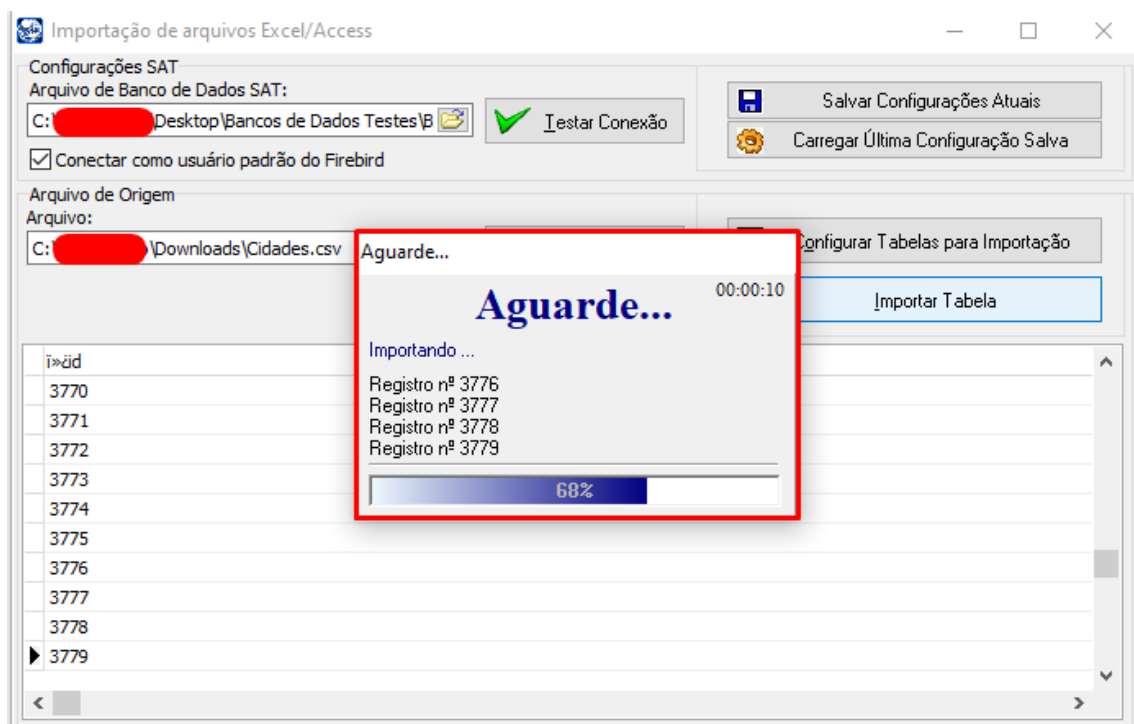 Importação de arquivos Excel/Access
Configurações SAT
Arquivo de Banco de Dados SAT:
C:\ Desktop\Bancos de Dados Testes\B
Testar Conexão
Conectar como usuário padrão do Firebird
Salvar Configurações Atuais
Carregar Última Configuração Salva
Arquivo de Origem
Arquivo:
C:\ \Downloads\Cidades.csv
Configurar Tabelas para Importação
Importar Tabela
Aguarde...
Aguarde...
00:00:10
Importando ...
Registro nº 3776
Registro nº 3777
Registro nº 3778
Registro nº 3779
68%
ï»¿id
3770
3771
3772
3773
3774
3775
3776
3777
3778
3779